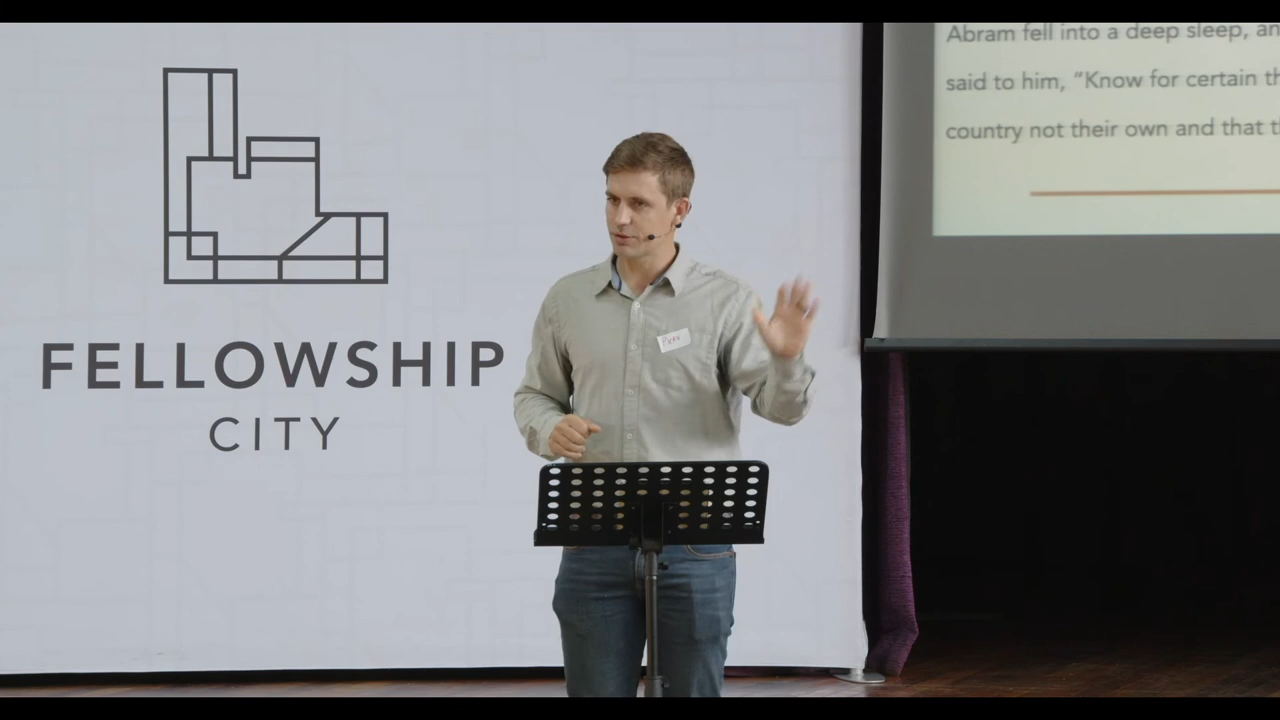 FELLOWSHIP
CITY
Abram fell into a deep sleep, an
said to him, “Know for certain th
country not their own and that th